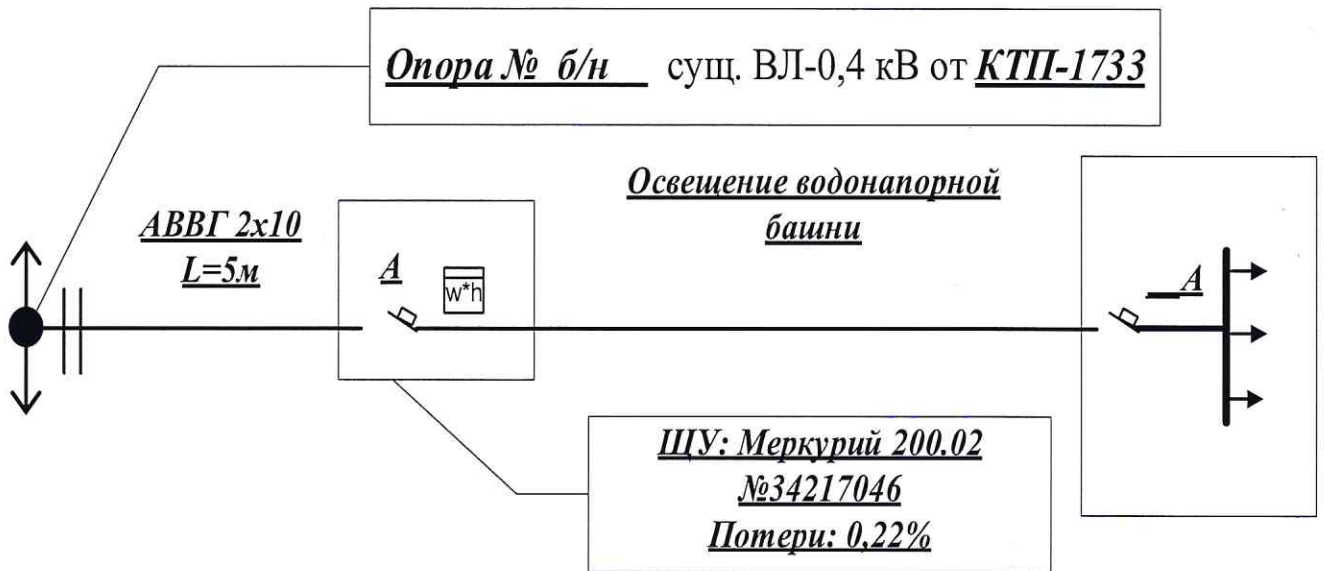 Опора № б/н сущ. ВЛ-0,4 кВ от КТП-1733
Освещение водонапорной
башни
АВВГ 2х10
L=5м
А
w*h
__А
ЩУ: Меркурий 200.02
№34217046
Потери: 0,22%